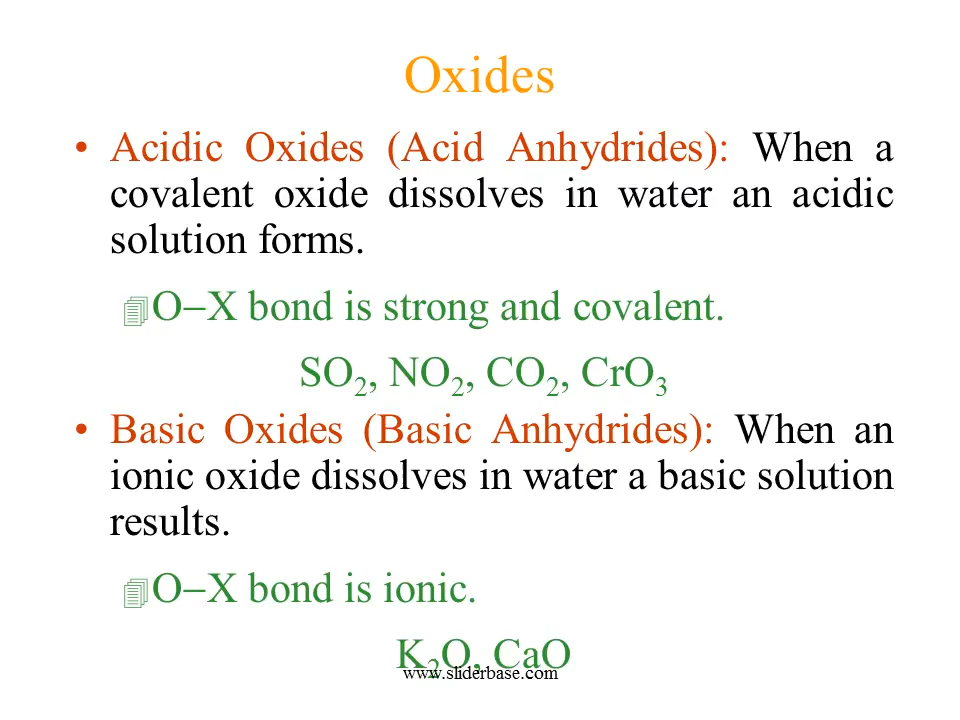 Oxides
• Acidic Oxides (Acid Anhydrides): When a
covalent oxide dissolves in water an acidic
solution forms.
O–X bond is strong and covalent.
SO₂, NO₂, CO₂, CrO₃
• Basic Oxides (Basic Anhydrides): When an
ionic oxide dissolves in water a basic solution
results.
O–X bond is ionic.
K₂O, CaO
www.sliderbase.com